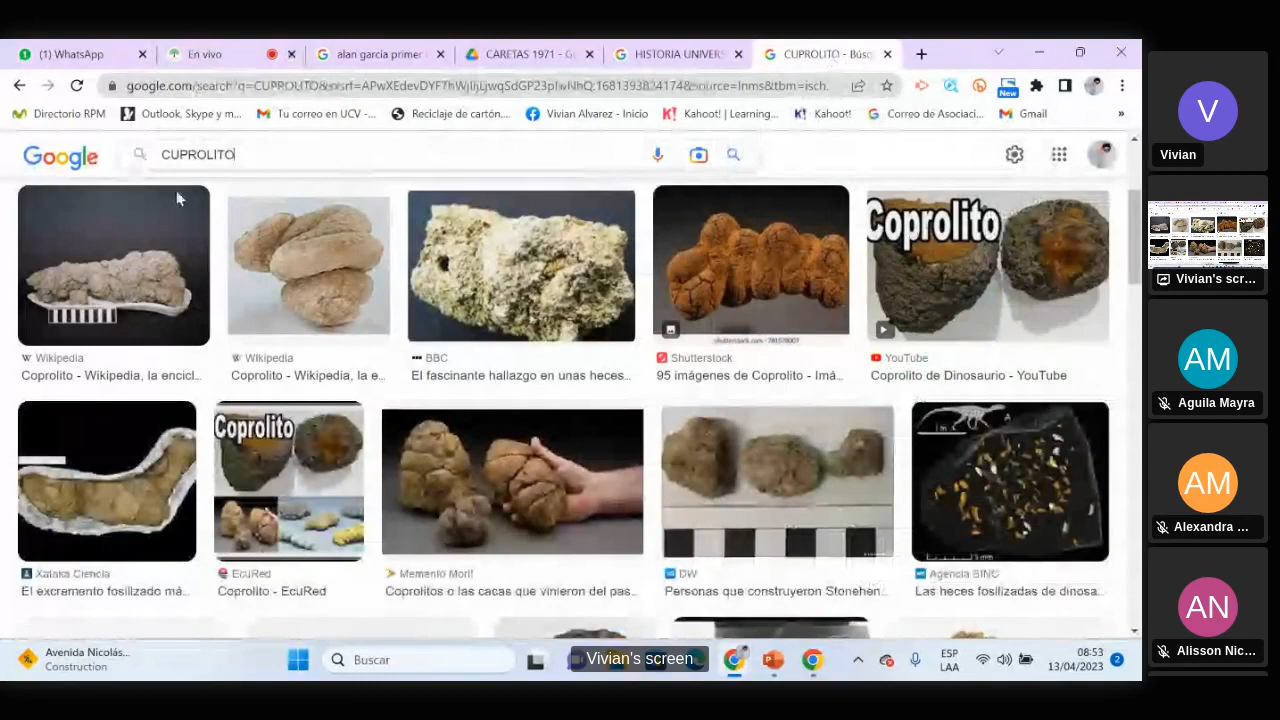 (1) WhatsApp
En vivo
alan garcia primer
CARETAS 1971 - Go
HISTORIA UNIVERS
CUPROLITO - Búsq
google.com
Directorio RPM
Outlook, Skype y m...
Tu correo en UCV -...
Reciclaje de cartón....
Vivian Alvarez - Inicio
Kahoot! | Learning...
Kahoot!
Correo de Asociaci...
Gmail
»
New
Google
CUPROLITO
Coprolito
shutterstock.com
Wikipedia
Wikipedia
BBC
Shutterstock
YouTube
Coprolito - Wikipedia, la encicl...
Coprolito - Wikipedia, la e...
El fascinante hallazgo en unas heces...
95 imágenes de Coprolito - Imá...
Coprolito de Dinosaurio - YouTube
Coprolito
Xataka Ciencia
EcuRed
Memento Mori!
DW
Agencia SINC
El excremento fosilizado má...
Coprolito - EcuRed
Coprolitos o las cacas que vinieron del pas...
Personas que construyeron Stonehen...
Las heces fosilizadas de dinosa...
Avenida Nicolás...
Construction
Buscar
Vivian's screen
ESP
LAA
08:53
13/04/2023
2
V
Vivian
Vivian's scr...
AM
Aguila Mayra
AM
Alexandra ...
AN
Alisson Nic...